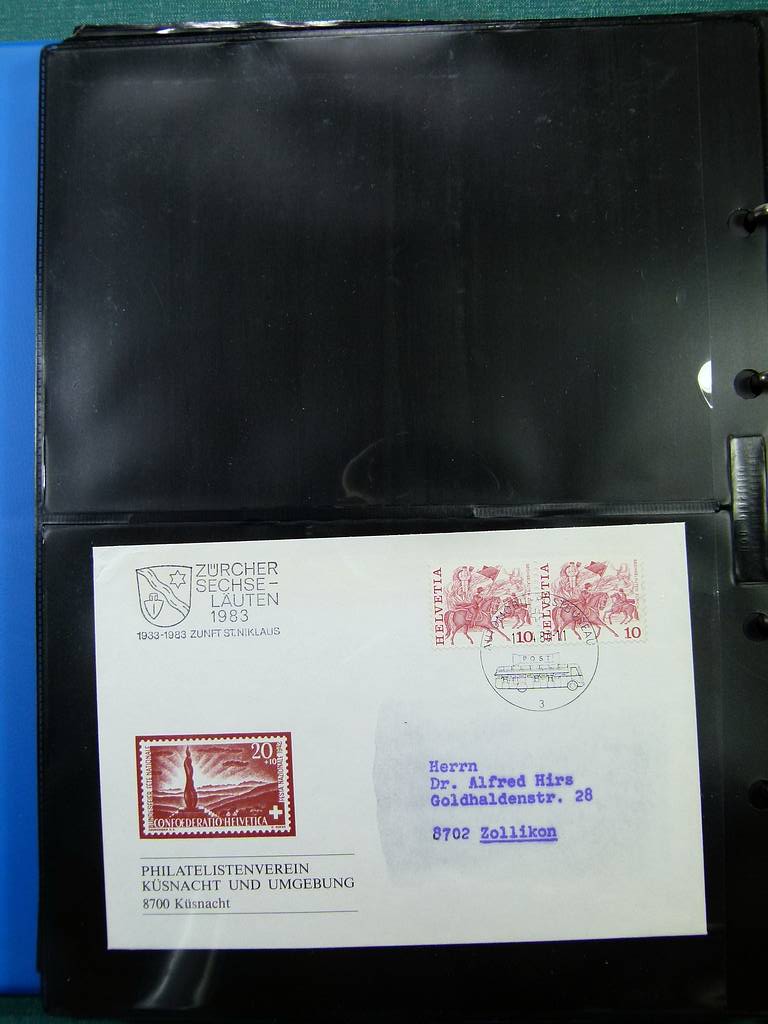 ZÜRCHER
SECHSE-
LÄUTEN
1983
1933-1983 ZUNFT ST. NIKLAUS
HELVETIA
10
HELVETIA
10
POST
3
20
+10
CONFOEDERATIO HELVETICA
Herrn
Dr. Alfred Hirs
Goldhaldenstr. 28
8702 Zollikon
PHILATELISTENVEREIN
KÜSNACHT UND UMGEBUNG
8700 Küsnacht